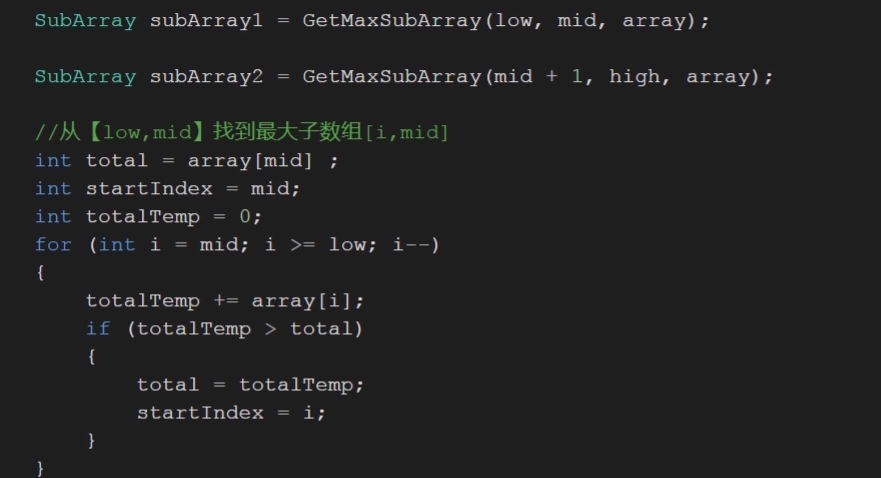 SubArray subArray1 = GetMaxSubArray(low, mid, array);
SubArray subArray2 = GetMaxSubArray(mid + 1, high, array);
//从【low,mid】找到最大子数组[i,mid]
int total = array[mid] ;
int startIndex = mid;
int totalTemp = 0;
for (int i = mid; i >= low; i--)
{
    totalTemp += array[i];
    if (totalTemp > total)
    {
        total = totalTemp;
        startIndex = i;
    }
}